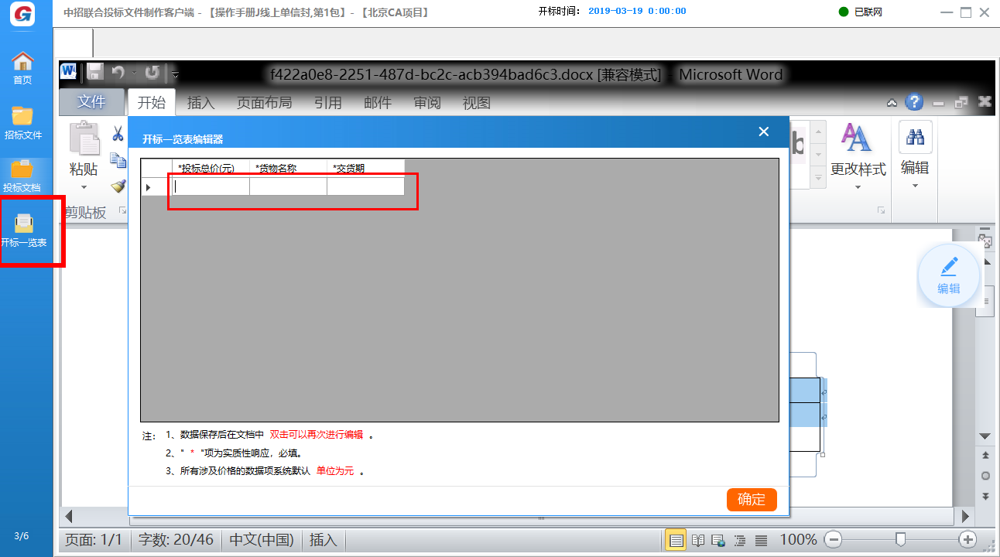 中招联合投标文件制作客户端 - 【操作手册J线上单信封,第1包】 - 【北京CA项目】
开标时间： 2019-03-19 0:00:00
已联网
首页
招标文件
投标文档
开标一览表
3/6
f422a0e8-2251-487d-bc2c-acb394bad6c3.docx [兼容模式] - Microsoft Word
文件 开始 插入 页面布局 引用 邮件 审阅 视图
粘贴
剪贴板
更改样式
编辑
开标一览表编辑器
*投标总价(元) *货物名称 *交货期
编辑
注： 1、数据保存后在文档中 双击可以再次进行编辑 。
2、" * "项为实质性响应，必填。
3、所有涉及价格的数据项系统默认 单位为元 。
确定
页面: 1/1 字数: 20/46 中文(中国) 插入 100%